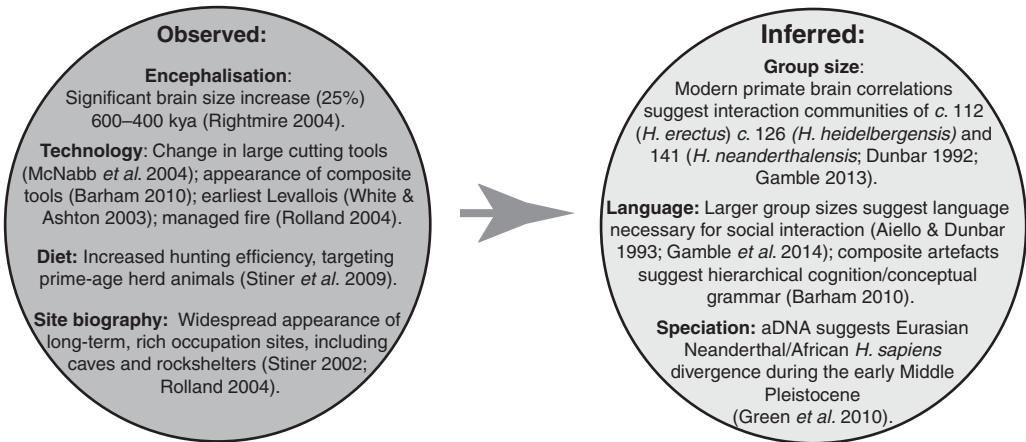 Observed:
Encephalisation:
Significant brain size increase (25%)
600–400 kya (Rightmire 2004).
Technology: Change in large cutting tools
(McNabb et al. 2004); appearance of composite
tools (Barham 2010); earliest Levallois (White &
Ashton 2003); managed fire (Rolland 2004).
Diet: Increased hunting efficiency, targeting
prime-age herd animals (Stiner et al. 2009).
Site biography: Widespread appearance of
long-term, rich occupation sites, including
caves and rockshelters (Stiner 2002;
Rolland 2004).
Inferred:
Group size:
Modern primate brain correlations
suggest interaction communities of c. 112
(H. erectus) c. 126 (H. heidelbergensis) and
141 (H. neanderthalensis; Dunbar 1992;
Gamble 2013).
Language: Larger group sizes suggest language
necessary for social interaction (Aiello & Dunbar
1993; Gamble et al. 2014); composite artefacts
suggest hierarchical cognition/conceptual
grammar (Barham 2010).
Speciation: aDNA suggests Eurasian
Neanderthal/African H. sapiens
divergence during the early Middle
Pleistocene
(Green et al. 2010).